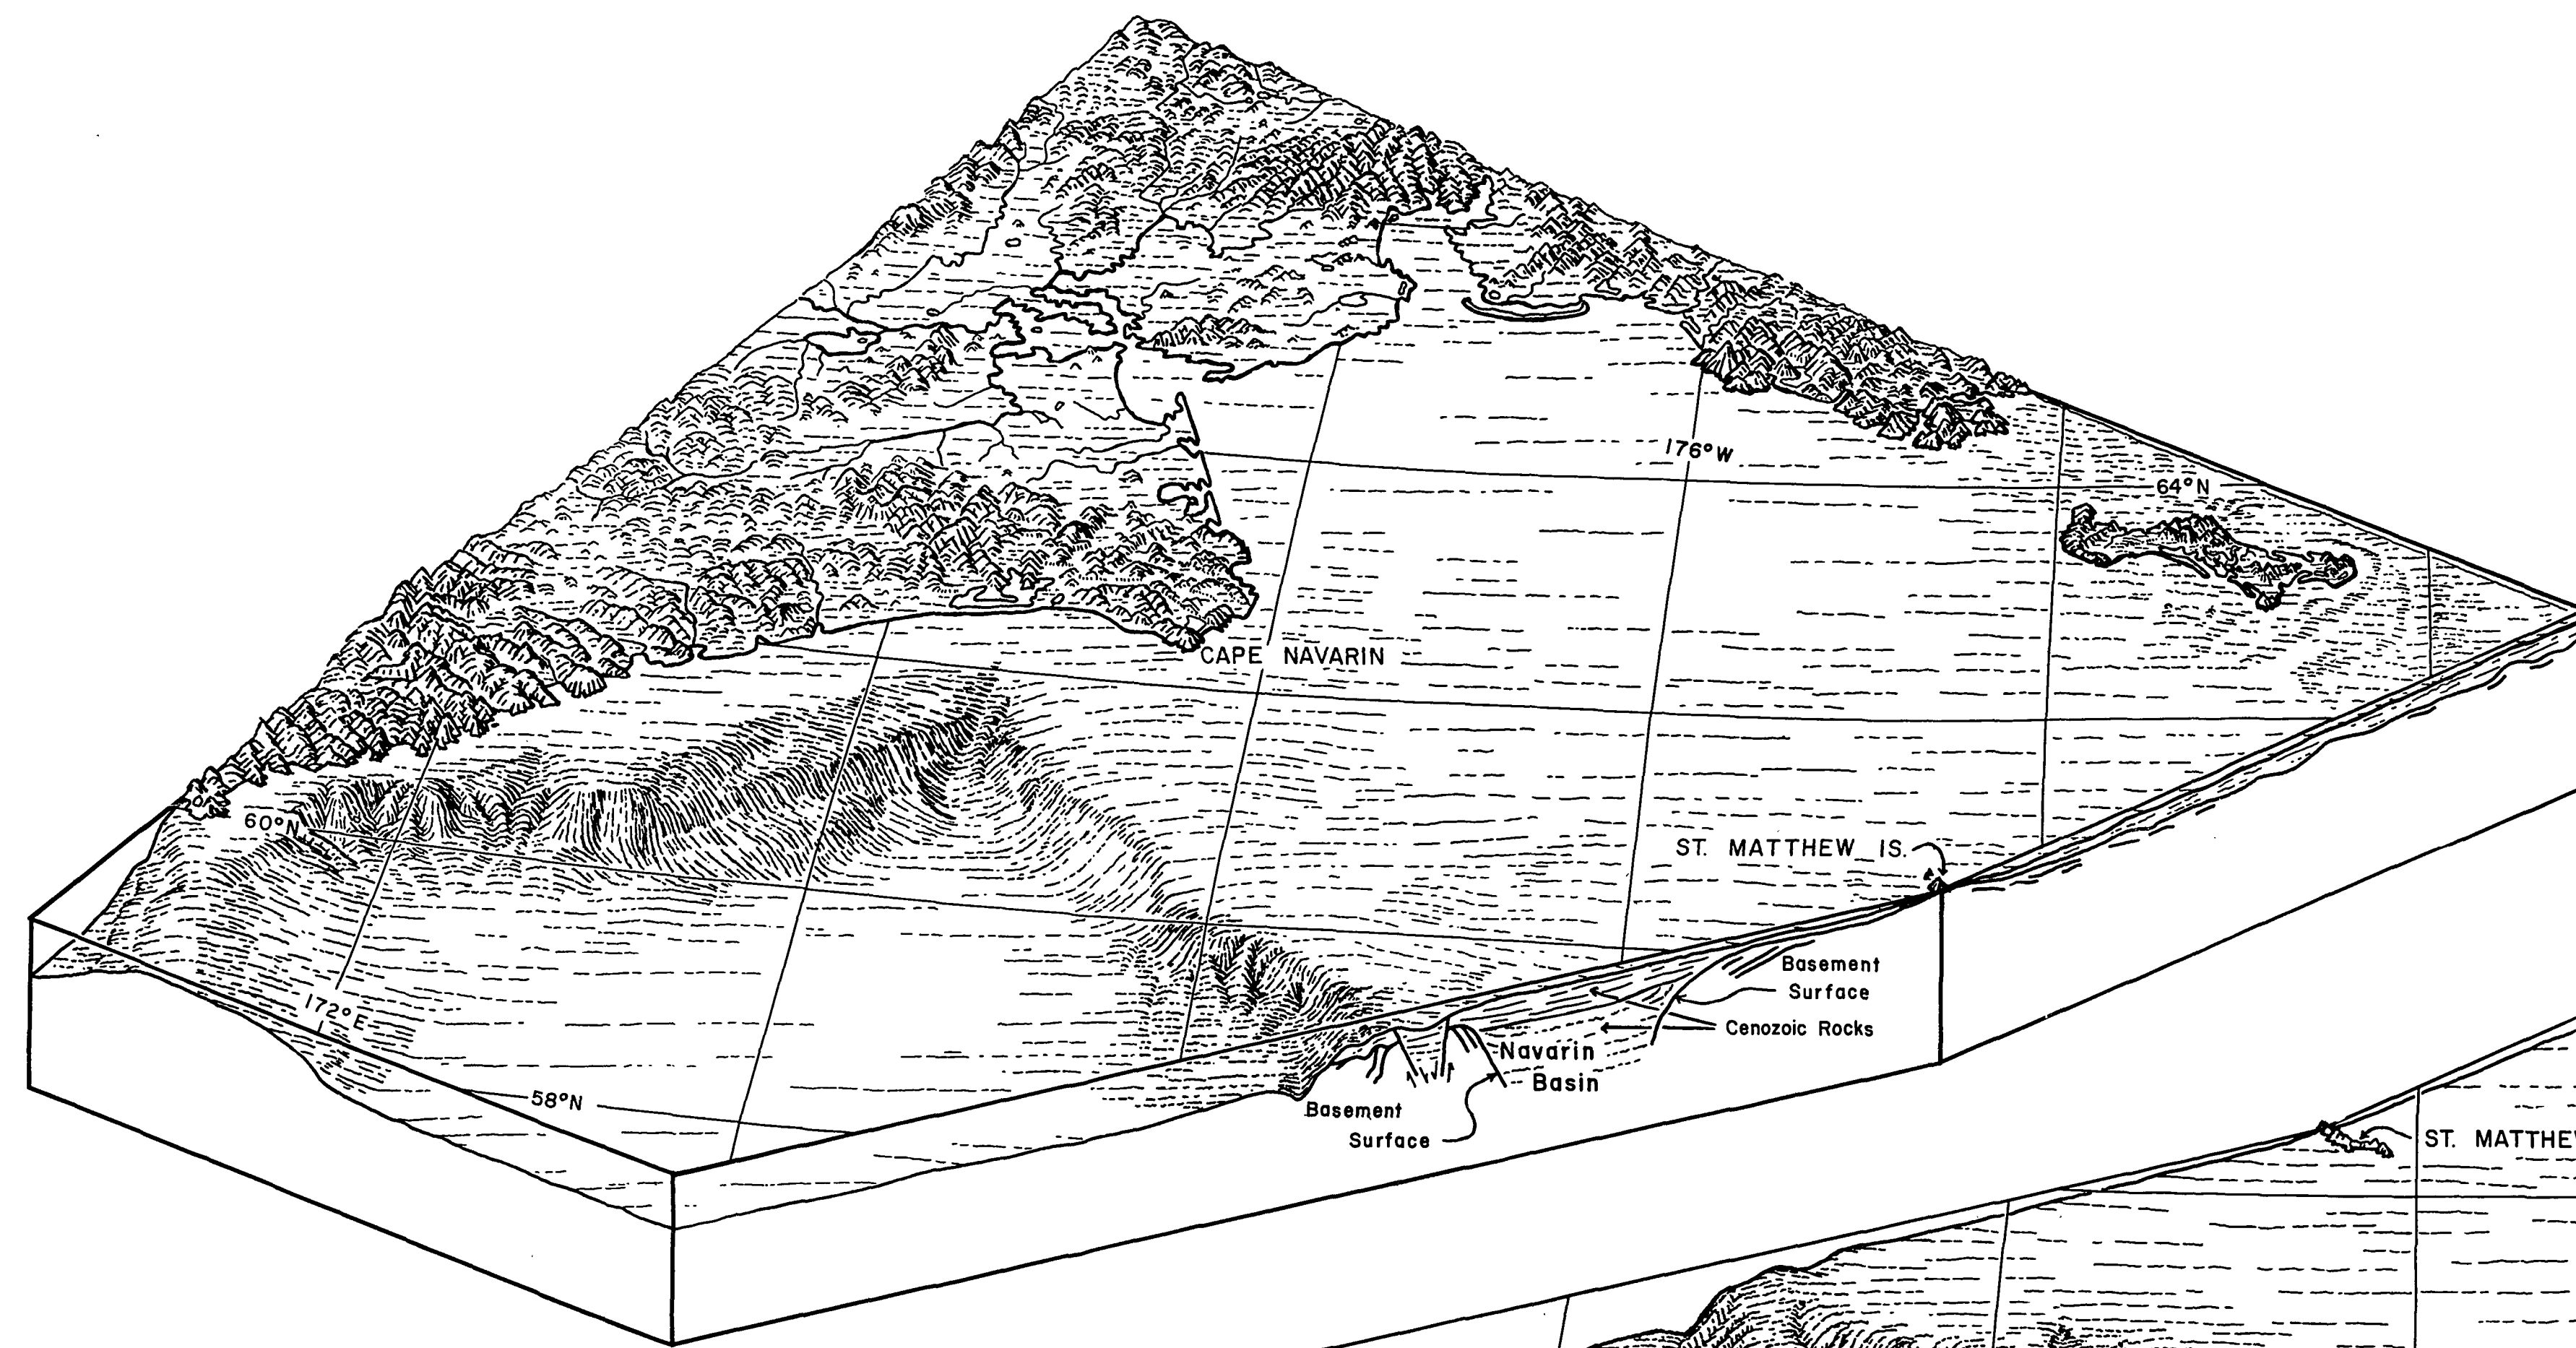 176°W
64°N
CAPE NAVARIN
60°N
ST. MATTHEW IS.
Basement
Surface
Cenozoic Rocks
172°E
Navarin
Basin
58°N
Basement
Surface
ST. MATTHE